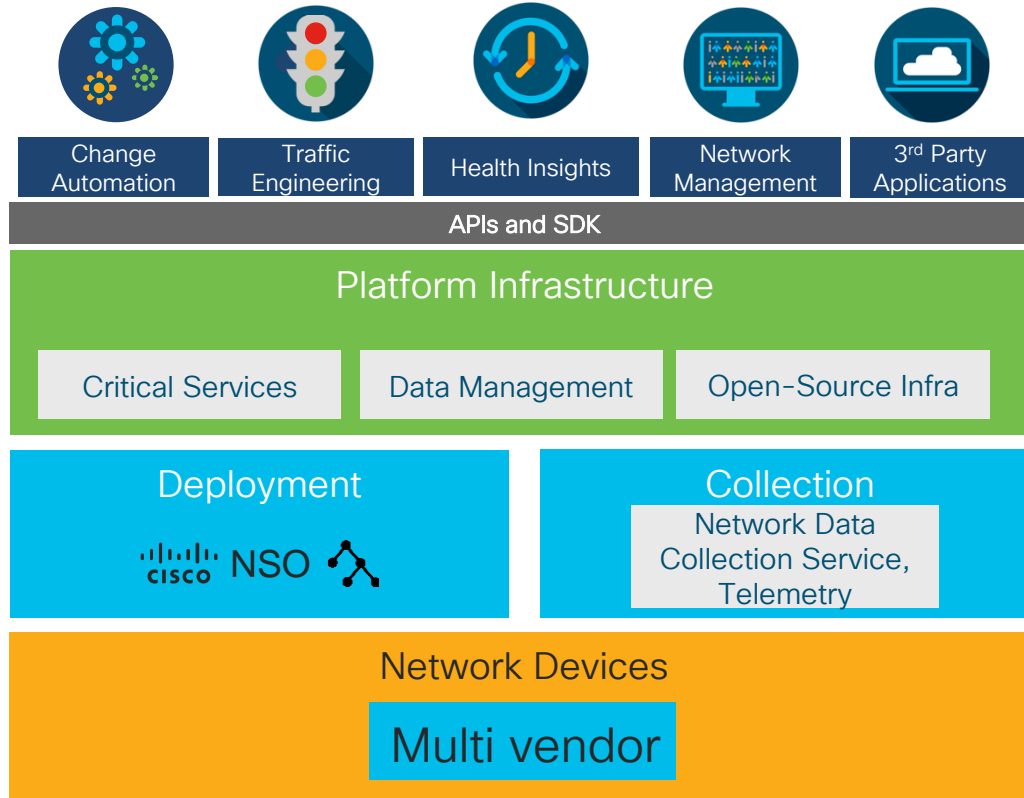 Change
Automation
Traffic
Engineering
Health Insights
Network
Management
3rd Party
Applications
APIs and SDK
Platform Infrastructure
Critical Services
Data Management
Open-Source Infra
Deployment
CISCO NSO
Collection
Network Data
Collection Service,
Telemetry
Network Devices
Multi vendor